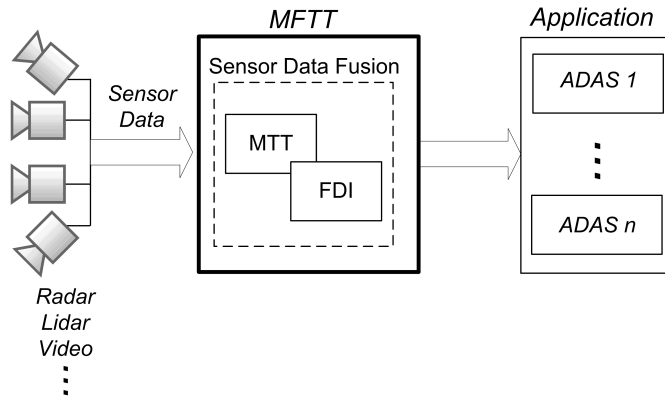 MFTT
Application
Sensor Data Fusion
ADAS 1
Sensor
Data
MTT
FDI
ADAS n
Radar
Lidar
Video